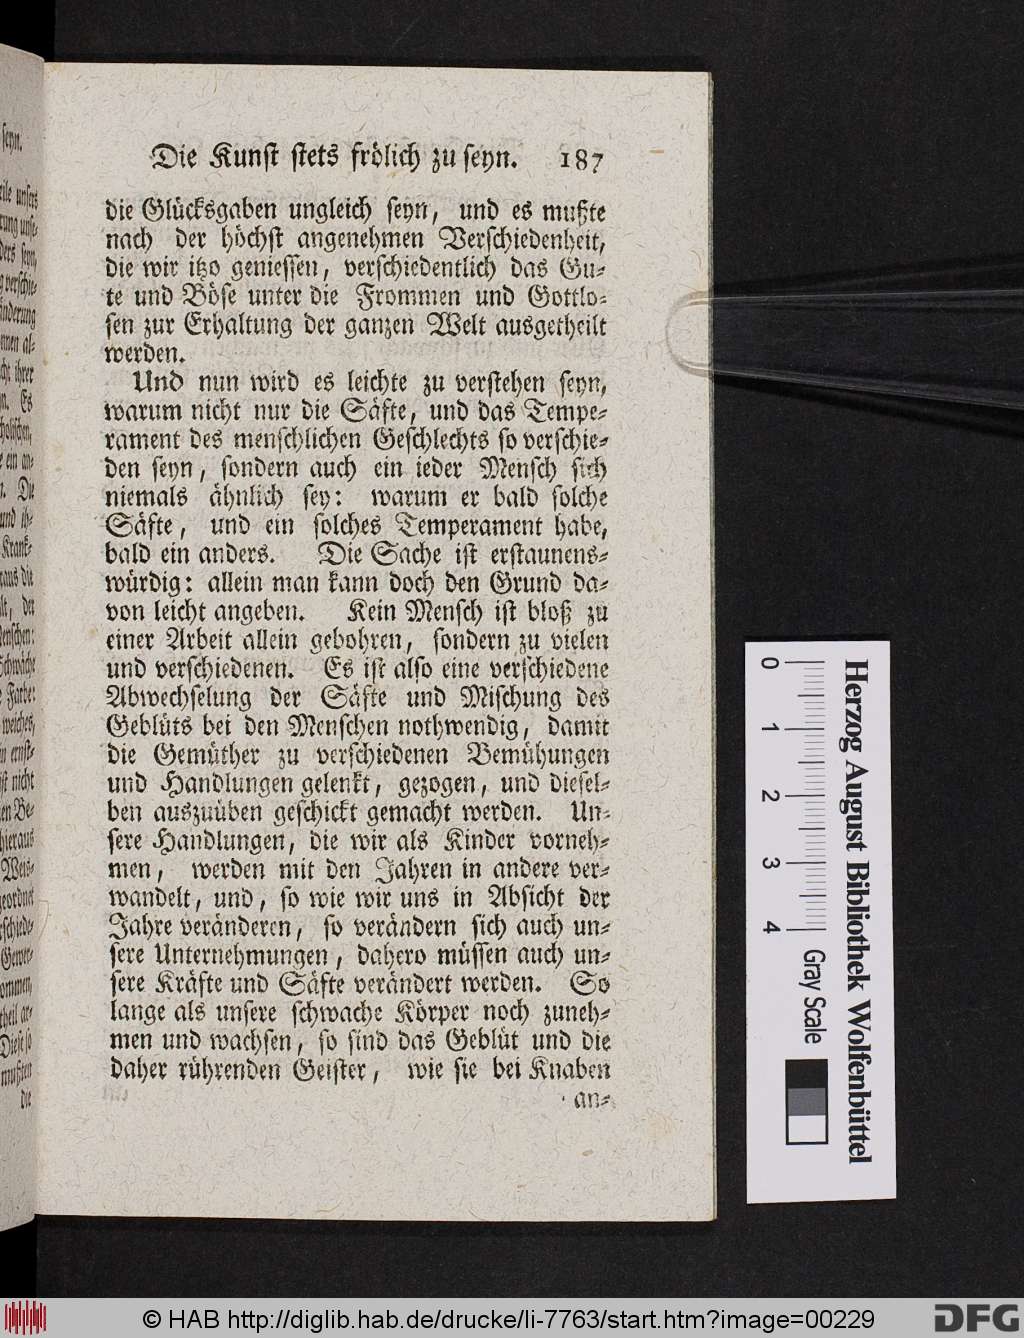 Die Kunst stets frölich zu seyn. 187
die Glücksgaben ungleich seyn, und es mußte
nach der höchst angenehmen Verschiedenheit,
die wir itzo geniessen, verschiedentlich das Gu-
te und Böse unter die Frommen und Gottlo-
sen zur Erhaltung der ganzen Welt ausgetheilt
werden.
Und nun wird es leichte zu verstehen seyn,
warum nicht nur die Säfte, und das Tempe-
rament des menschlichen Geschlechts so verschie-
den seyn, sondern auch ein ieder Mensch sich
niemals ähnlich sey: warum er bald solche
Säfte, und ein solches Temperament habe,
bald ein anders. Die Sache ist erstaunens-
würdig: allein man kann doch den Grund da-
von leicht angeben. Kein Mensch ist bloß zu
einer Arbeit allein gebohren, sondern zu vielen
und verschiedenen. Es ist also eine verschiedene
Abwechselung der Säfte und Mischung des
Geblüts bei den Menschen nothwendig, damit
die Gemüther zu verschiedenen Bemühungen
und Handlungen gelenkt, gezogen, und diesel-
ben auszuüben geschickt gemacht werden. Un-
sere Handlungen, die wir als Kinder vorneh-
men, werden mit den Jahren in andere ver-
wandelt, und, so wie wir uns in Absicht der
Jahre veränderen, so verändern sich auch un-
sere Unternehmungen, dahero müssen auch un-
sere Kräfte und Säfte verändert werden. So
lange als unsere schwache Körper noch zuneh-
men und wachsen, so sind das Geblüt und die
daher rührenden Geister, wie sie bei Knaben
an-
0 1 2 3 4
Gray Scale
Herzog August Bibliothek Wolfenbüttel
© HAB http://diglib.hab.de/drucke/li-7763/start.htm?image=00229
DFG